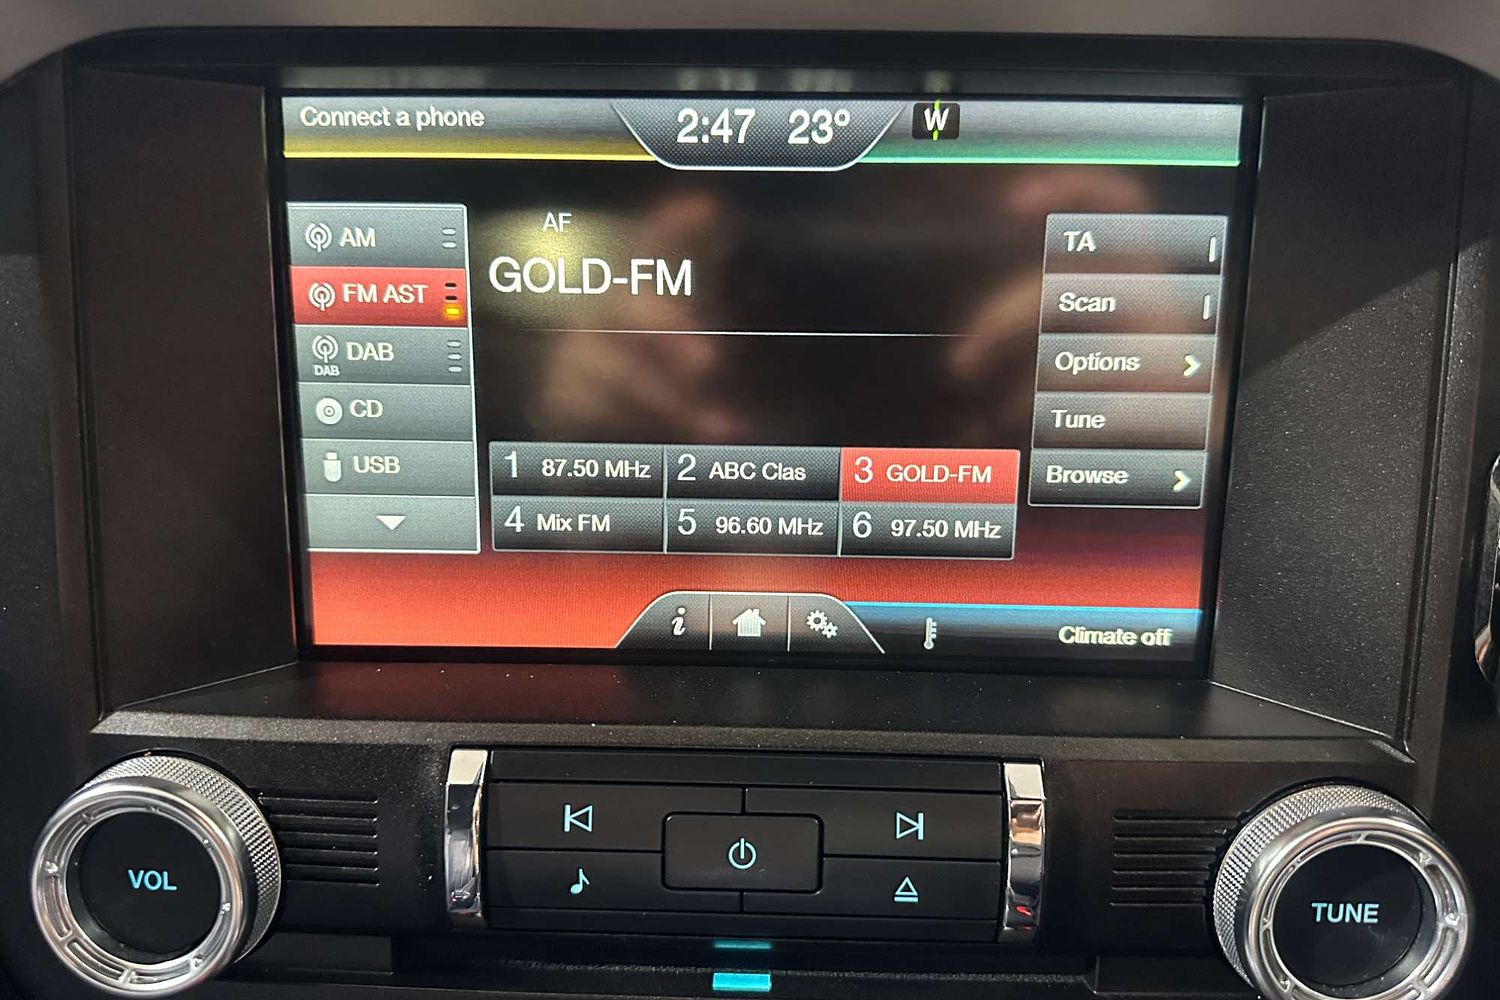 Connect a phone
2:47 23°
W
AM
FM AST
DAB
DAB
CD
USB
AF
GOLD-FM
1 87.50 MHz
2 ABC Clas
3 GOLD-FM
4 Mix FM
5 96.60 MHz
6 97.50 MHz
TA
Scan
Options
Tune
Browse
i
Climate off
VOL
TUNE